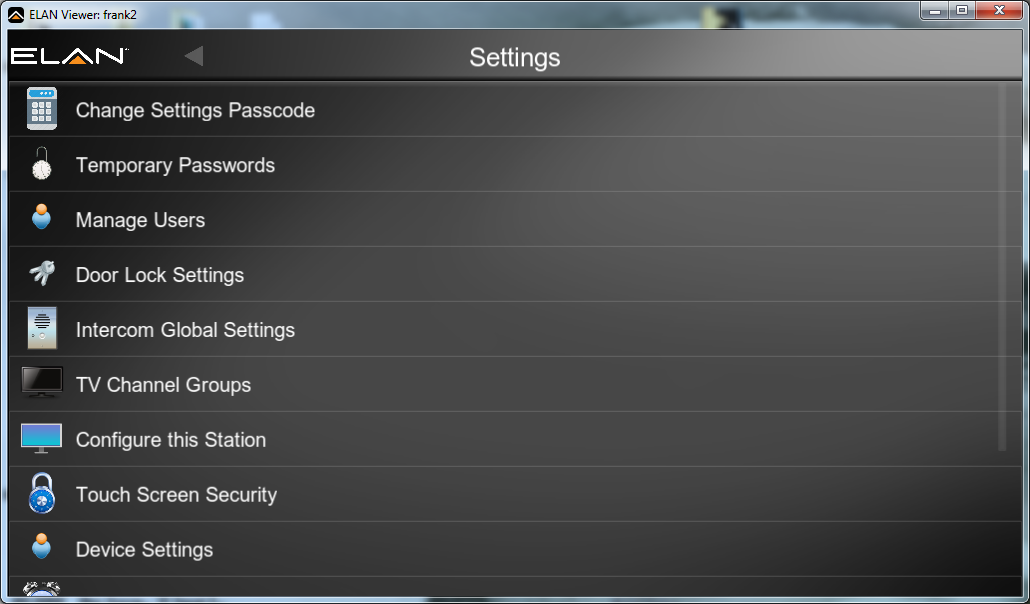 ELAN Viewer: frank2
ELAN
Settings
Change Settings Passcode
Temporary Passwords
Manage Users
Door Lock Settings
Intercom Global Settings
TV Channel Groups
Configure this Station
Touch Screen Security
Device Settings